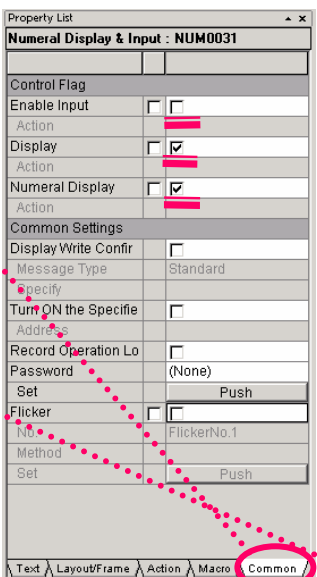 Property List
Numeral Display & Input : NUM0031
Control Flag
Enable Input
Action
Display
Action
Numeral Display
Action
Common Settings
Display Write Confir
Message Type Standard
Specify
Turn ON the Specifie
Address
Record Operation Lo
Password (None)
Set Push
Flicker
No. FlickerNo.1
Method
Set Push
Text Layout/Frame Action Macro Common